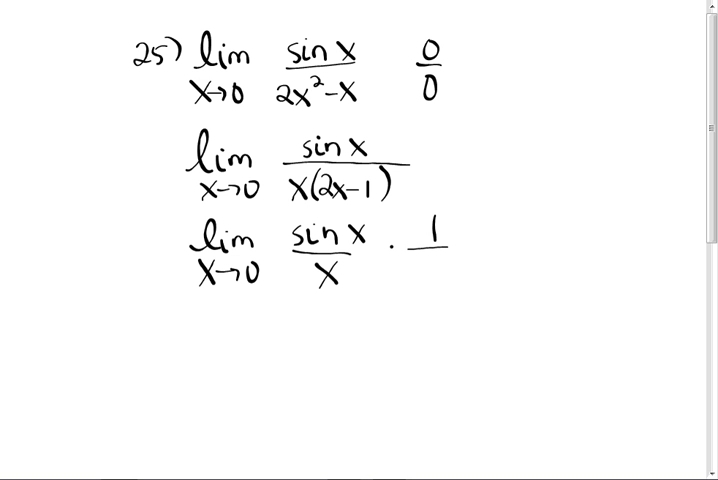 25) lim x→0 sin x / 2x² - x 0/0
lim x→0 sin x / x(2x-1)
lim x→0 sin x / x · 1/